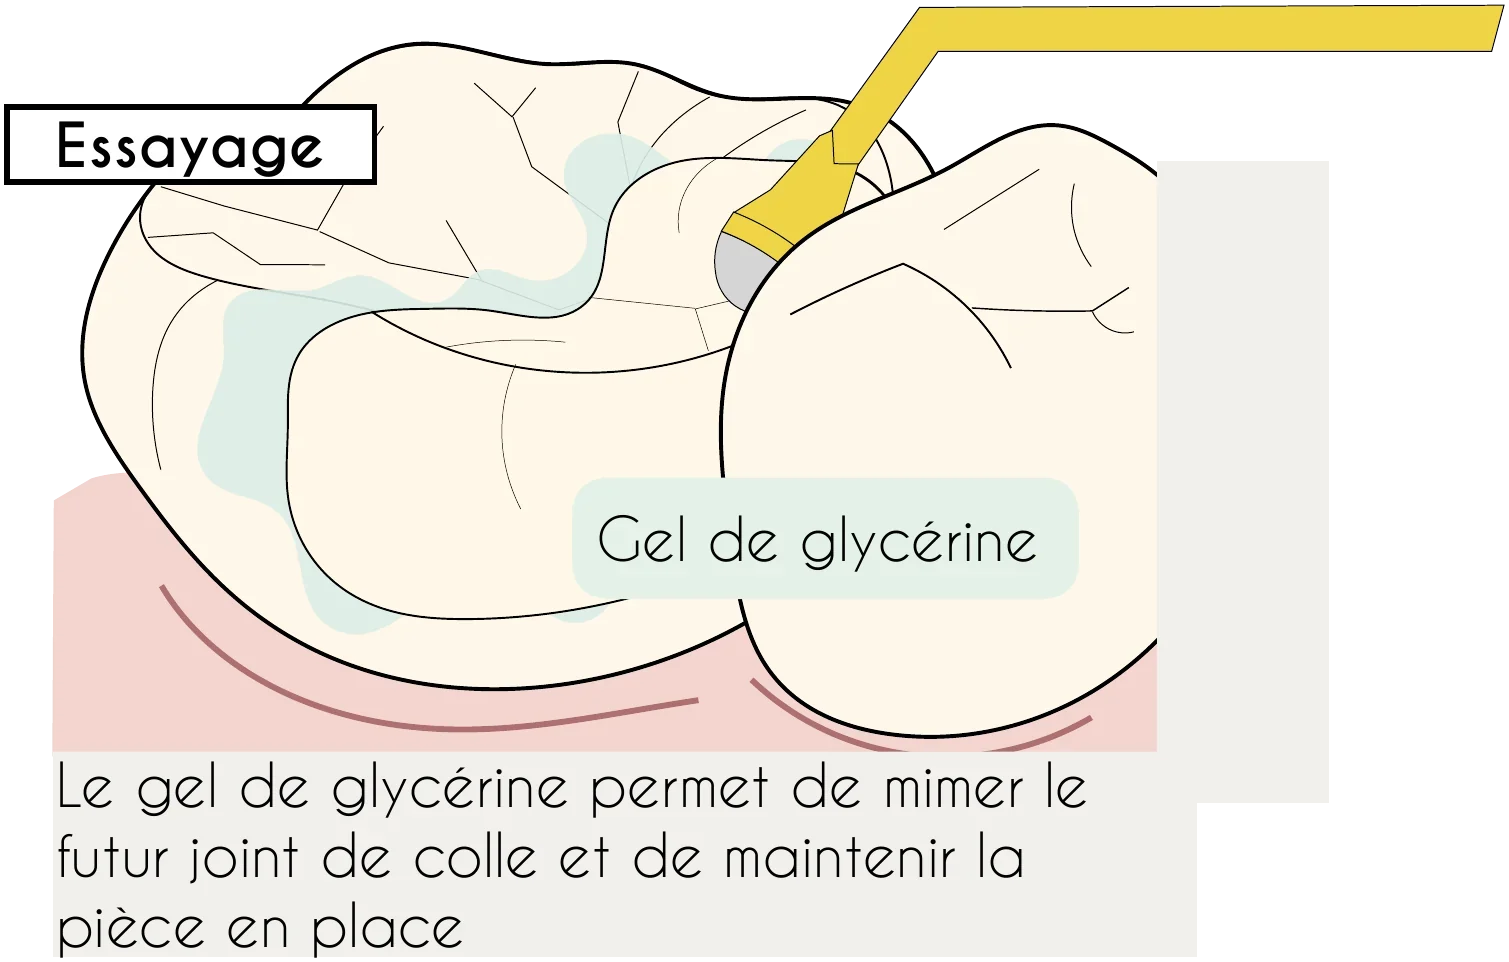 Essayage
Gel de glycérine
Le gel de glycérine permet de mimer le
futur joint de colle et de maintenir la
pièce en place